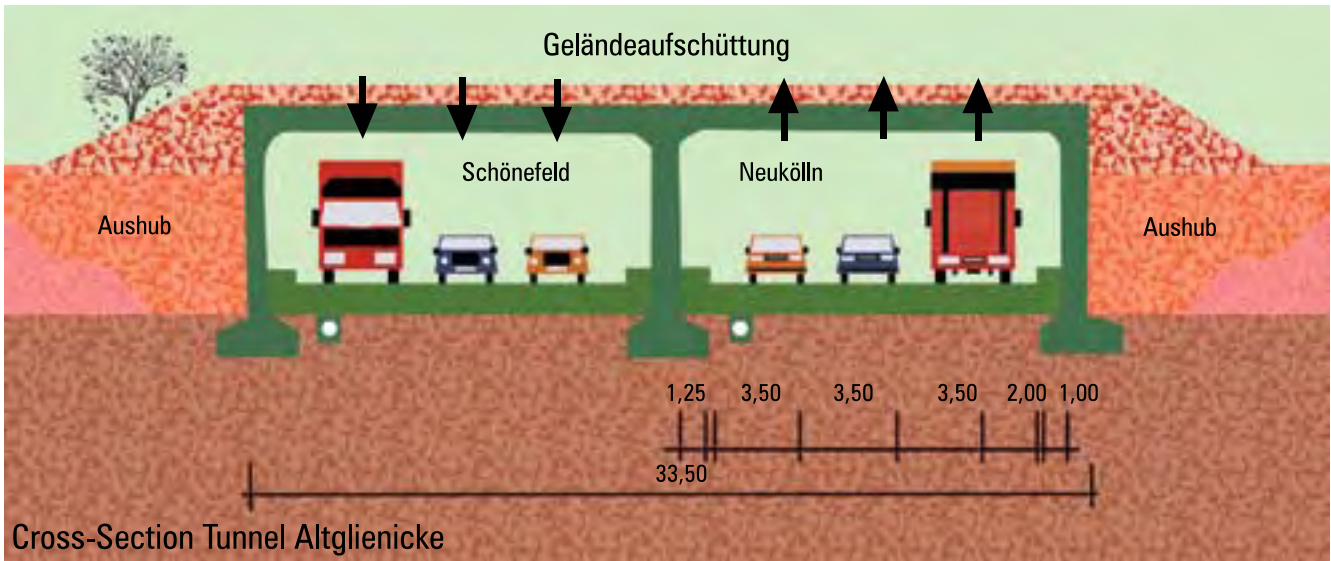 Geländeaufschüttung
Schönefeld
Neukölln
Aushub
Aushub
1,25 3,50 3,50 3,50 2,00 1,00
33,50
Cross-Section Tunnel Altglienicke